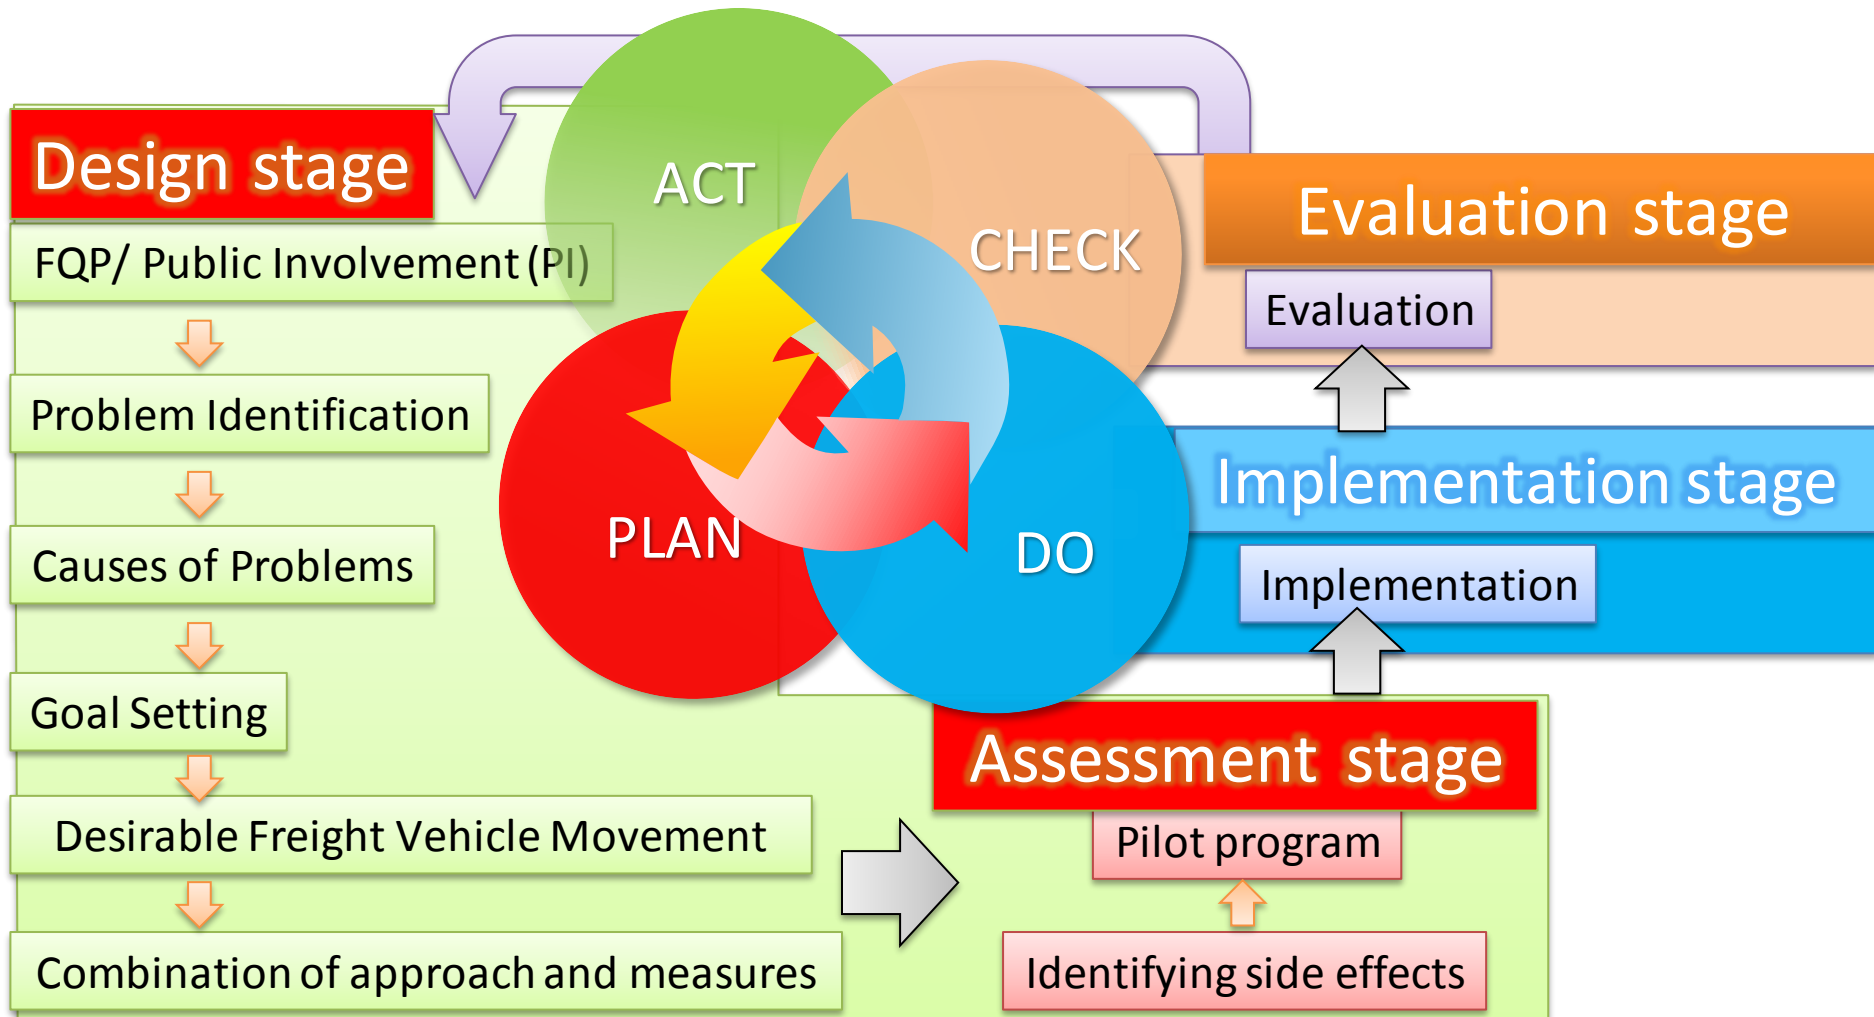 Design stage
FQP/ Public Involvement (PI)
Problem Identification
Causes of Problems
Goal Setting
Desirable Freight Vehicle Movement
Combination of approach and measures
ACT
CHECK
PLAN
DO
Evaluation stage
Evaluation
Implementation stage
Implementation
Assessment stage
Pilot program
Identifying side effects